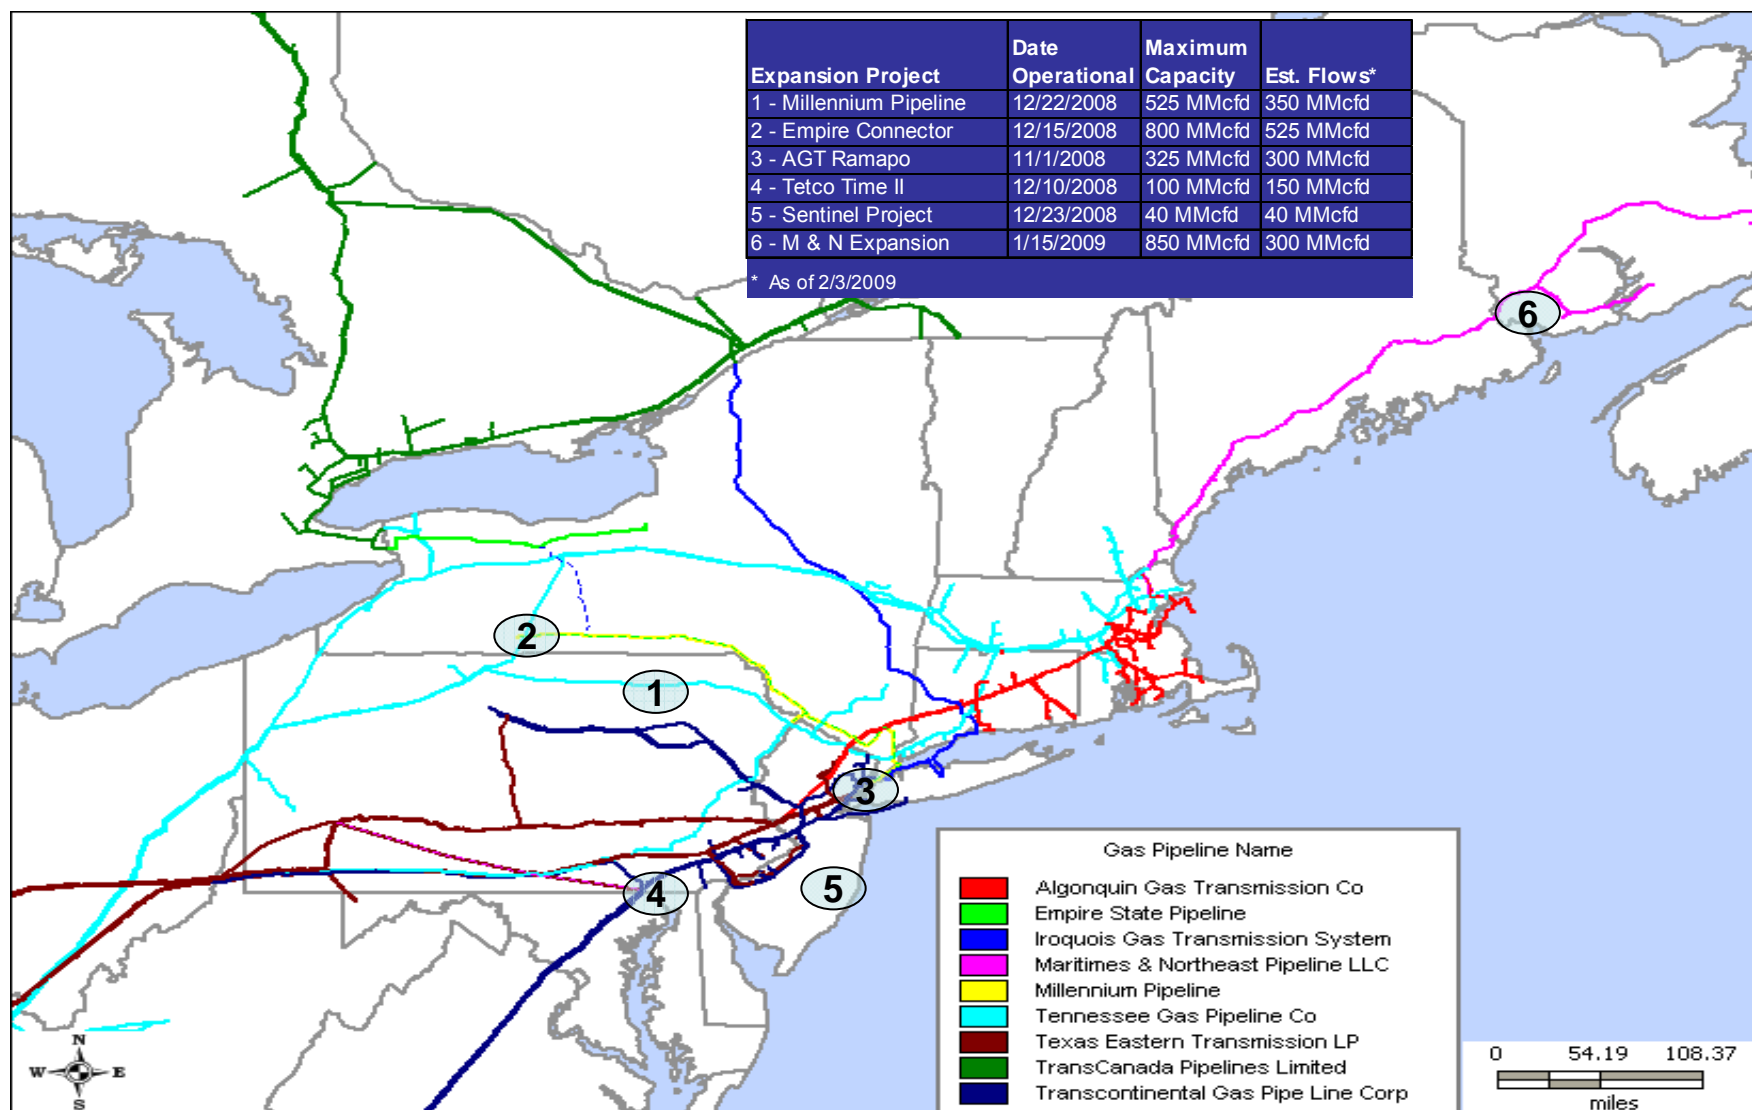 Expansion Project Date Operational Maximum Capacity Est. Flows*
1 - Millennium Pipeline 12/22/2008 525 MMcfd 350 MMcfd
2 - Empire Connector 12/15/2008 800 MMcfd 525 MMcfd
3 - AGT Ramapo 11/1/2008 325 MMcfd 300 MMcfd
4 - Tetco Time II 12/10/2008 100 MMcfd 150 MMcfd
5 - Sentinel Project 12/23/2008 40 MMcfd 40 MMcfd
6 - M & N Expansion 1/15/2009 850 MMcfd 300 MMcfd
* As of 2/3/2009
6
2
1
3
4
5
Gas Pipeline Name
Algonquin Gas Transmission Co
Empire State Pipeline
Iroquois Gas Transmission System
Maritimes & Northeast Pipeline LLC
Millennium Pipeline
Tennessee Gas Pipeline Co
Texas Eastern Transmission LP
TransCanada Pipelines Limited
Transcontinental Gas Pipe Line Corp
N
W E
S
0 54.19 108.37
miles